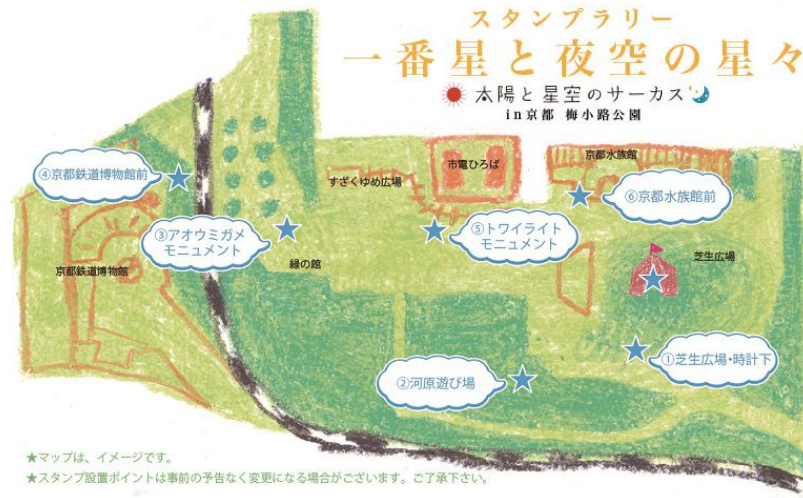 スタンプラリー
一番星と夜空の星々
太陽と星空のサーカス
in京都 梅小路公園
④京都鉄道博物館前
すざくゆめ広場
市電ひろば
京都水族館
⑥京都水族館前
③アオウミガメ
モニュメント
⑤トワイライト
モニュメント
京都鉄道博物館
緑の館
芝生広場
①芝生広場・時計下
②河原遊び場
★マップは、イメージです。
★スタンプ設置ポイントは事前の予告なく変更になる場合がございます。ご了承下さい。